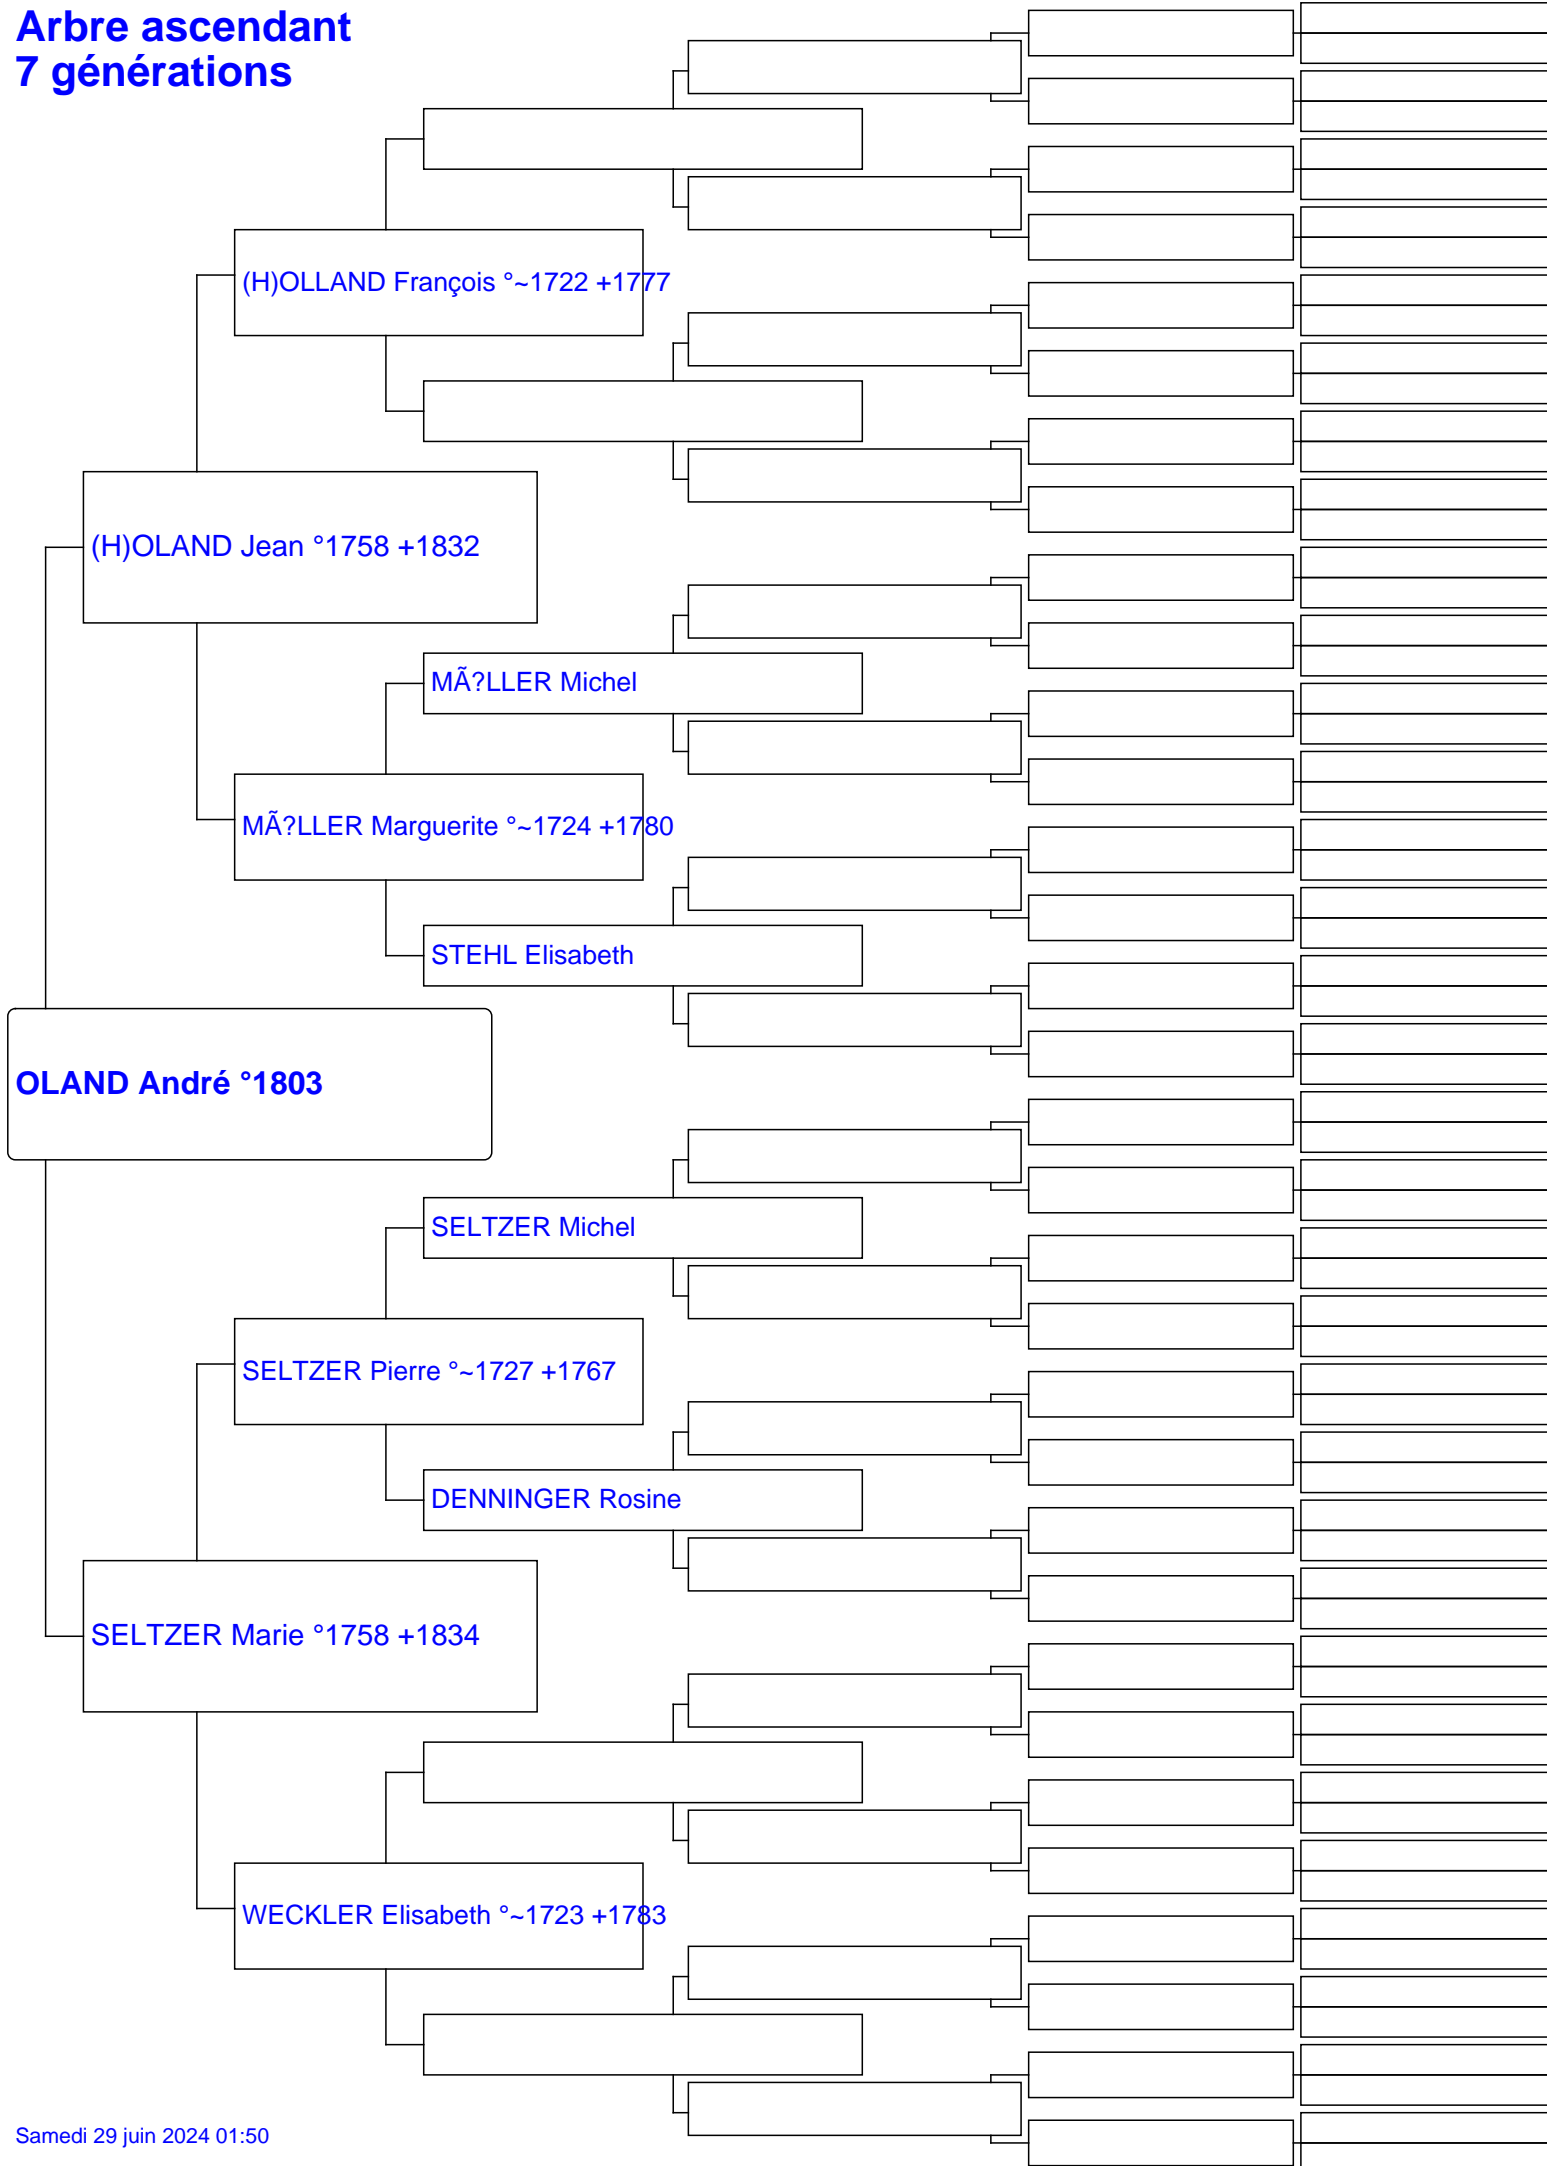 Arbre ascendant
7 générations
(H)OLLAND François °~1722 +1777
(H)OLAND Jean °1758 +1832
MÃ?LLER Michel
MÃ?LLER Marguerite °~1724 +1780
STEHL Elisabeth
OLAND André °1803
SELTZER Michel
SELTZER Pierre °~1727 +1767
DENNINGER Rosine
SELTZER Marie °1758 +1834
WECKLER Elisabeth °~1723 +1783
Samedi 29 juin 2024 01:50